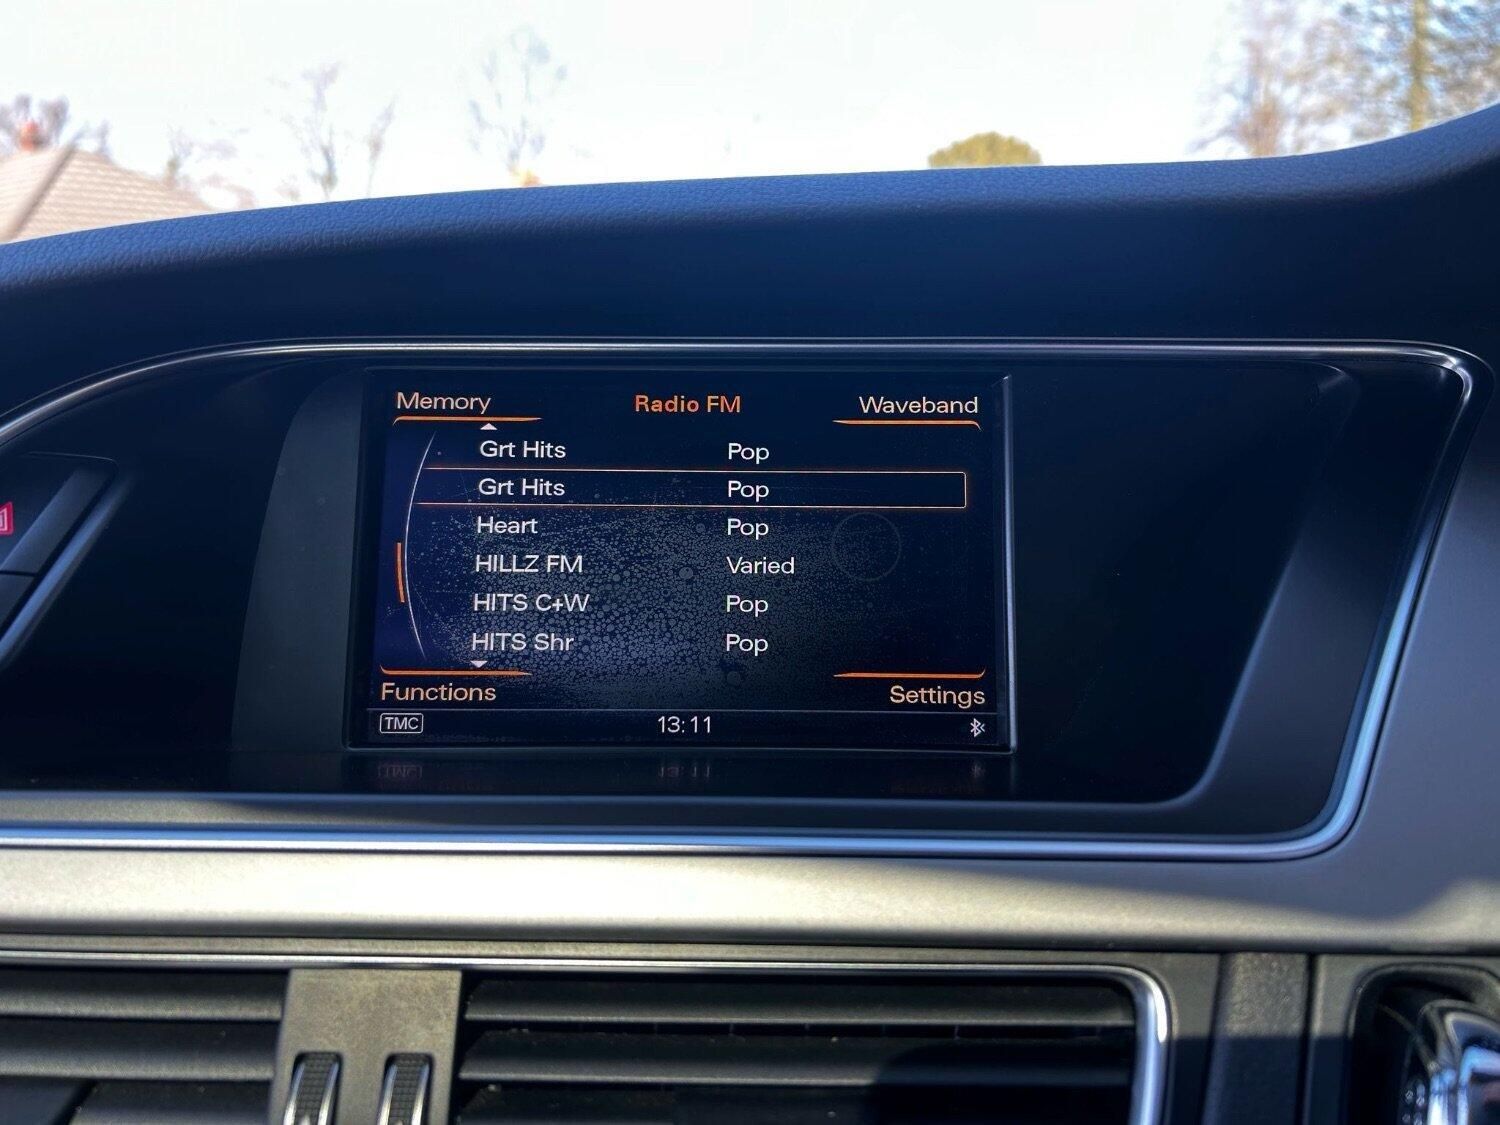 Memory Radio FM Waveband
Grt Hits Pop
Grt Hits Pop
Heart Pop
HILLZ FM Varied
HITS C+W Pop
HITS Shr Pop
Functions Settings
TMC 13:11